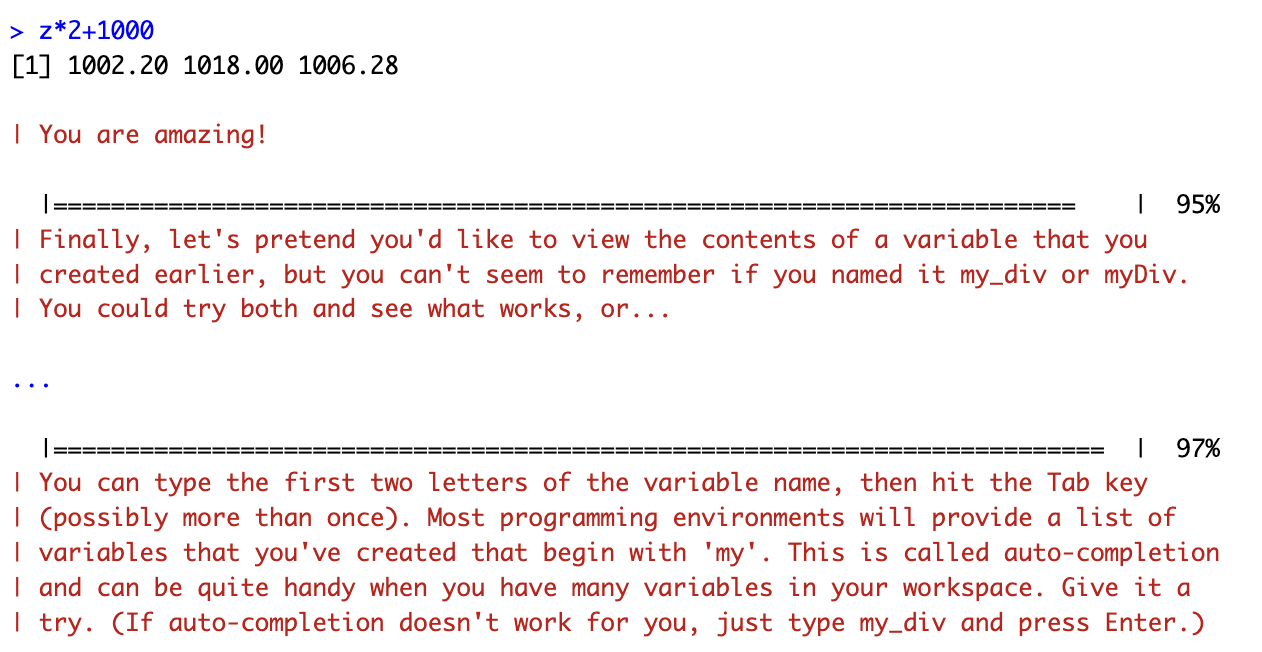 > z*2+1000
[1] 1002.20 1018.00 1006.28
| You are amazing!
|======================================================================= | 95%
| Finally, let's pretend you'd like to view the contents of a variable that you
| created earlier, but you can't seem to remember if you named it my_div or myDiv.
| You could try both and see what works, or...
...
|========================================================================= | 97%
| You can type the first two letters of the variable name, then hit the Tab key
| (possibly more than once). Most programming environments will provide a list of
| variables that you've created that begin with 'my'. This is called auto-completion
| and can be quite handy when you have many variables in your workspace. Give it a
| try. (If auto-completion doesn't work for you, just type my_div and press Enter.)